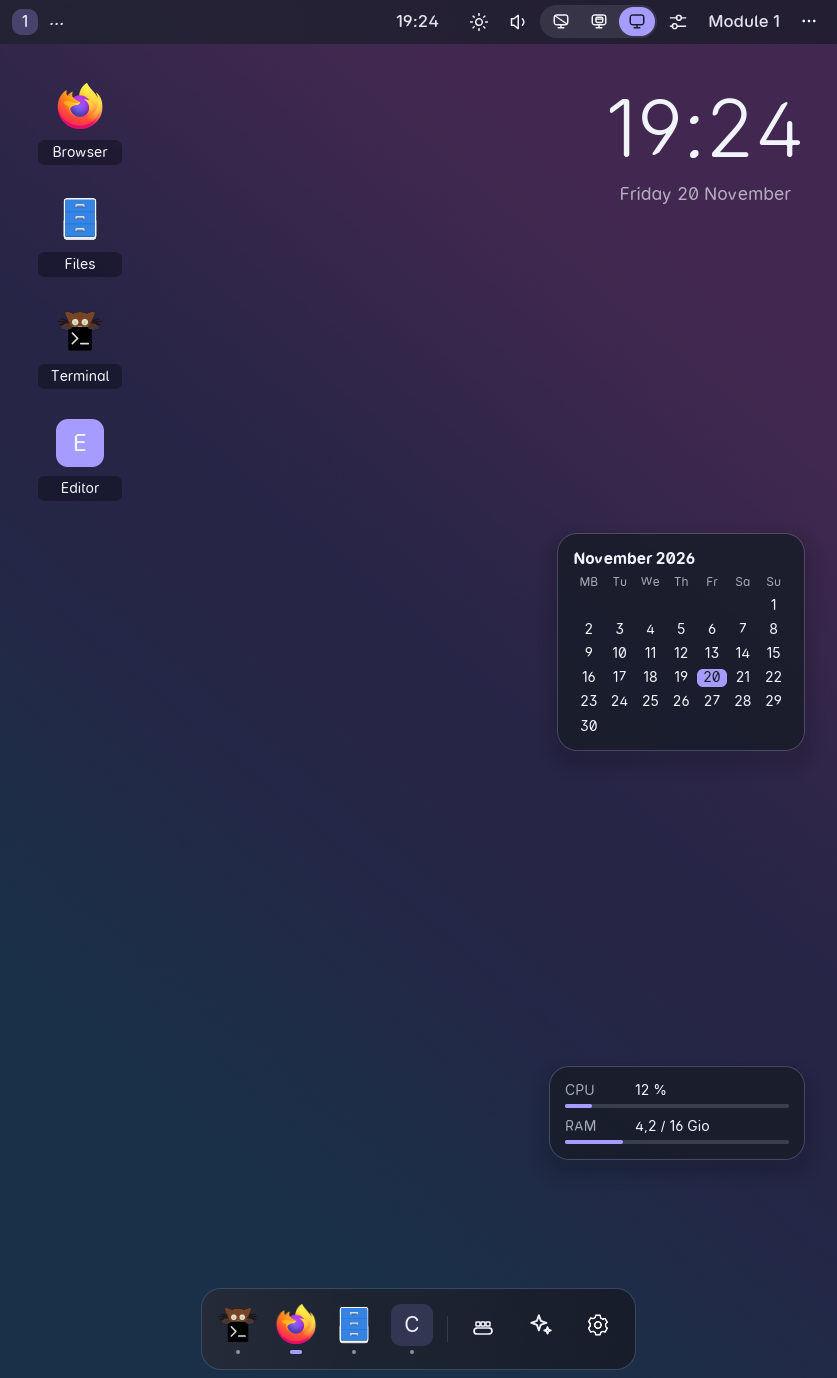 1 ... 19:24 Module 1 ...
19:24
Friday 20 November
Browser
Files
Terminal
E
Editor
November 2026
MB Tu We Th Fr Sa Su
1
2 3 4 5 6 7 8
9 10 11 12 13 14 15
16 17 18 19 20 21 22
23 24 25 26 27 28 29
30
CPU 12 %
RAM 4,2 / 16 Gio
C